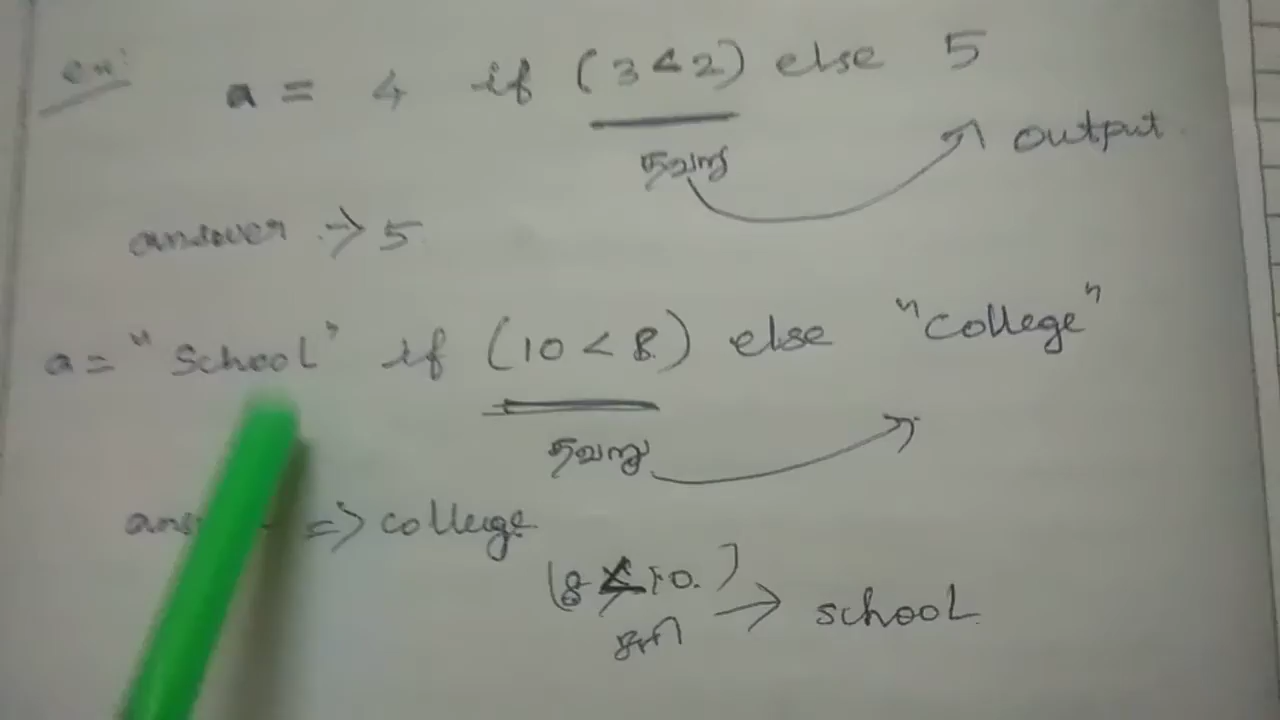 ex:
a = 4 if (3<2) else 5
தவறு
output
answer → 5
a = "School" if (10 < 8) else "College"
தவறு
=> college
(8 < 10)
சரி → school